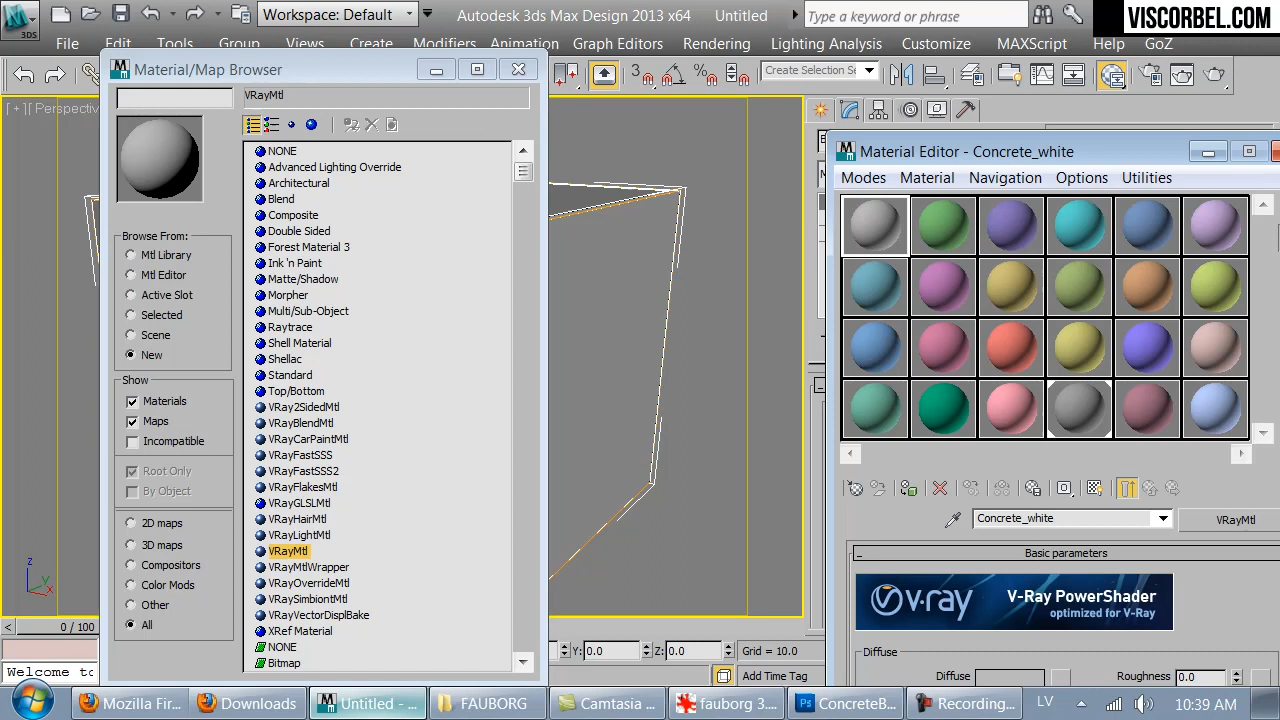 Workspace: Default
Autodesk 3ds Max Design 2013 x64
Untitled
Type a keyword or phrase
VISCORBEL.COM
3DS
File
Edit
Tools
Group
Views
Create
Modifiers
Animation
Graph Editors
Rendering
Lighting Analysis
Customize
MAXScript
Help
GoZ
Create Selection S
[ + ][ Perspectiv
Material/Map Browser
VRayMtl
Browse From:
Mtl Library
Mtl Editor
Active Slot
Selected
Scene
New
Show
Materials
Maps
Incompatible
Root Only
By Object
2D maps
3D maps
Compositors
Color Mods
Other
All
NONE
Advanced Lighting Override
Architectural
Blend
Composite
Double Sided
Forest Material 3
Ink 'n Paint
Matte/Shadow
Morpher
Multi/Sub-Object
Raytrace
Shell Material
Shellac
Standard
Top/Bottom
VRay2SidedMtl
VRayBlendMtl
VRayCarPaintMtl
VRayFastSSS
VRayFastSSS2
VRayFlakesMtl
VRayGLSLMtl
VRayHairMtl
VRayLightMtl
VRayMtl
VRayMtlWrapper
VRayOverrideMtl
VRaySimbiontMtl
VRayVectorDisplBake
XRef Material
NONE
Bitmap
Material Editor - Concrete_white
Modes
Material
Navigation
Options
Utilities
Concrete_white
VRayMtl
Basic parameters
v·ray
V-Ray PowerShader
optimized for V-Ray
Diffuse
Diffuse
Roughness
0.0
z
y
x
0 / 100
Welcome to
Y: 0.0
Z: 0.0
Grid = 10.0
Add Time Tag
Mozilla Fir...
Downloads
Untitled - ...
FAUBORG
Camtasia ...
fauborg 3....
ConcreteB...
Recording...
LV
10:39 AM